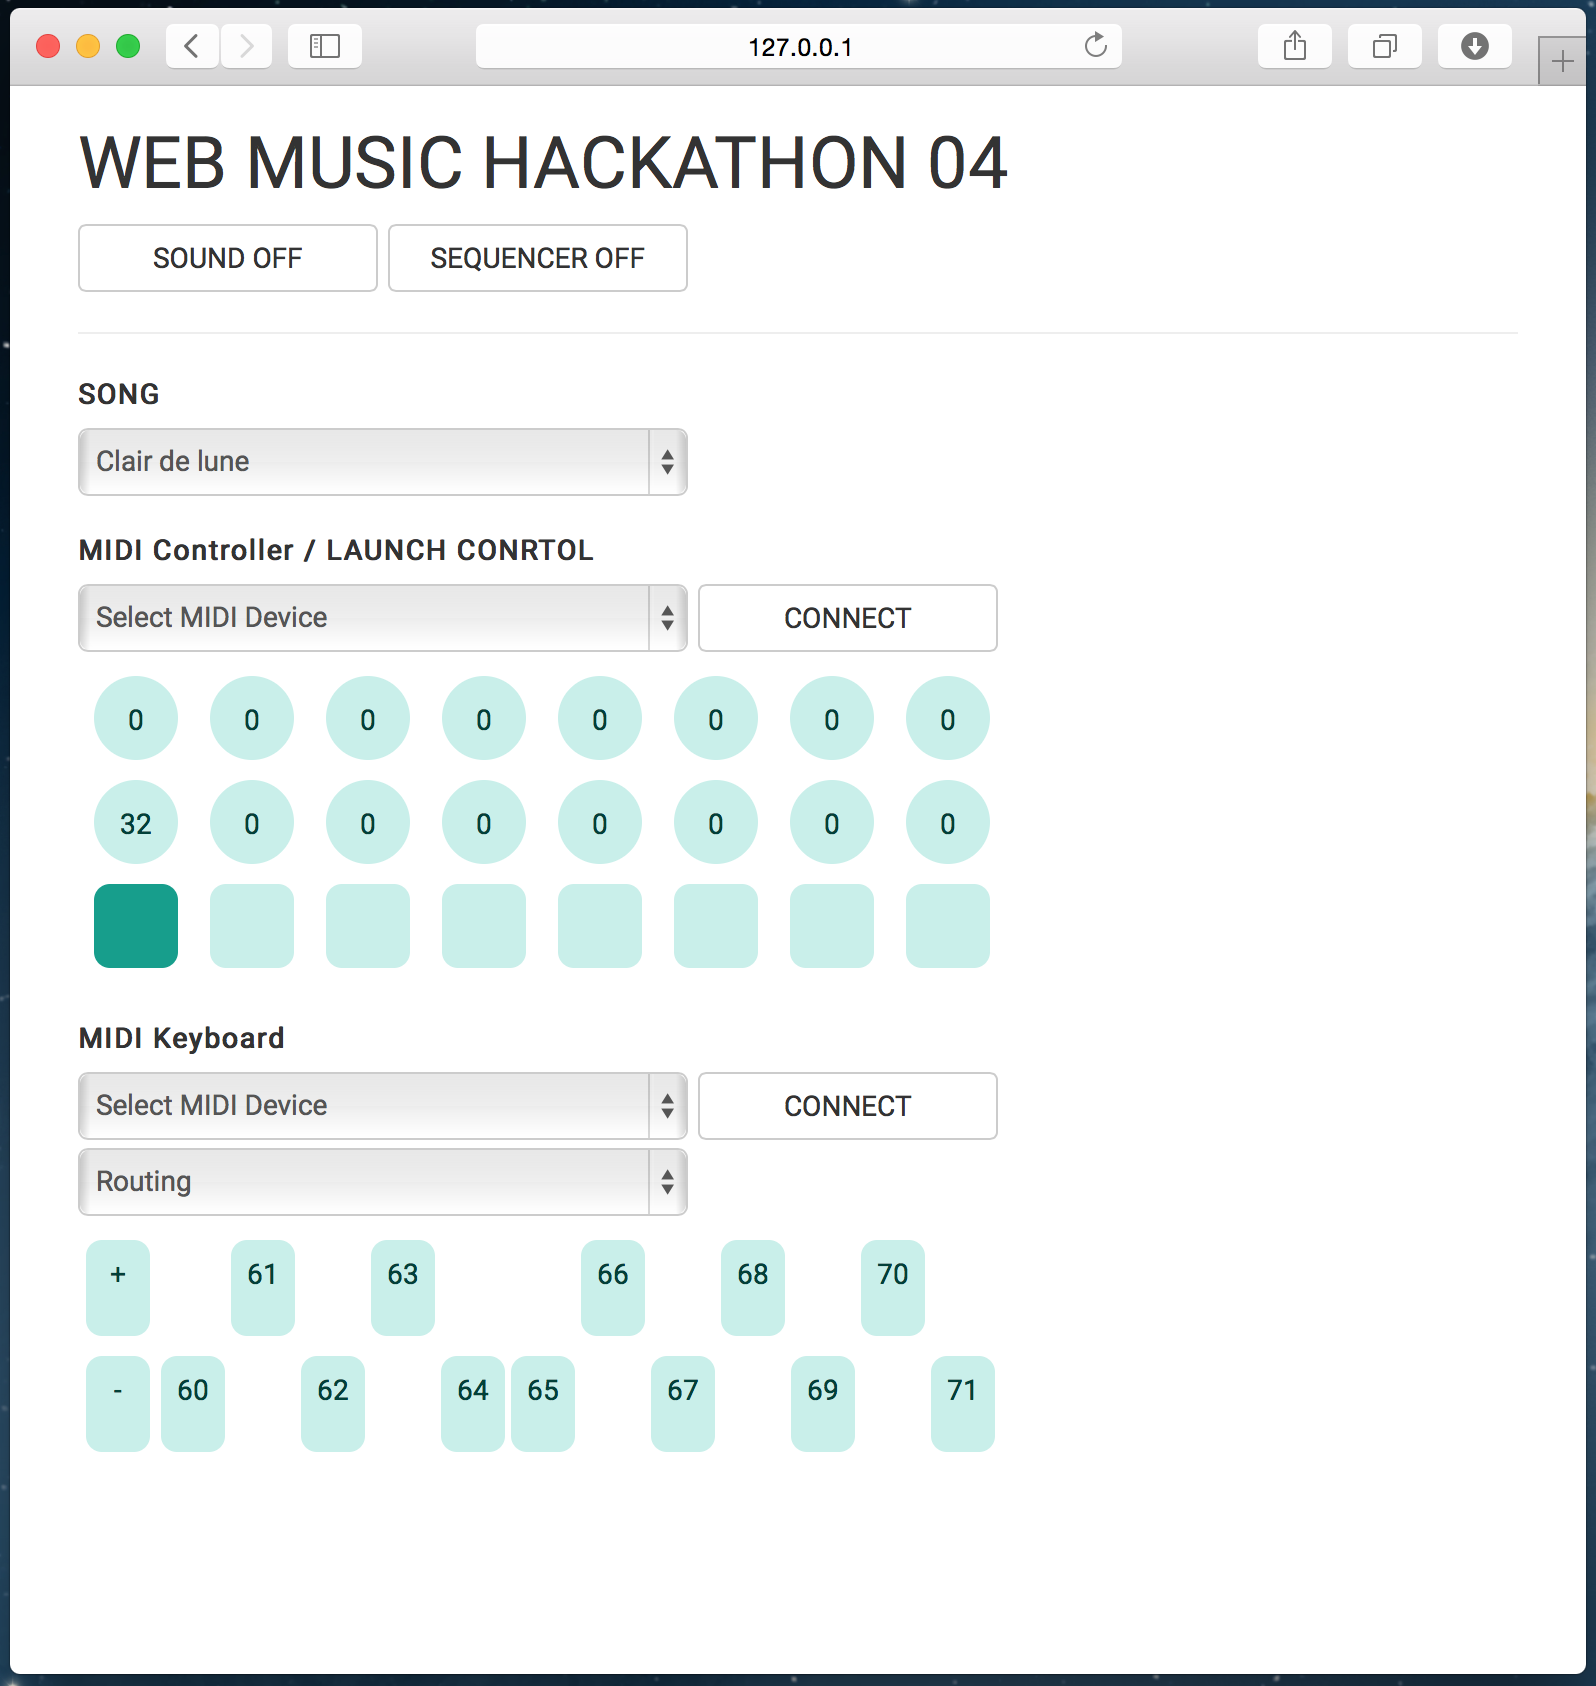 127.0.0.1
WEB MUSIC HACKATHON 04
SOUND OFF SEQUENCER OFF
SONG
Clair de lune
MIDI Controller / LAUNCH CONRTOL
Select MIDI Device CONNECT
0 0 0 0 0 0 0 0
32 0 0 0 0 0 0 0
MIDI Keyboard
Select MIDI Device CONNECT
Routing
+ 61 63 66 68 70
- 60 62 64 65 67 69 71